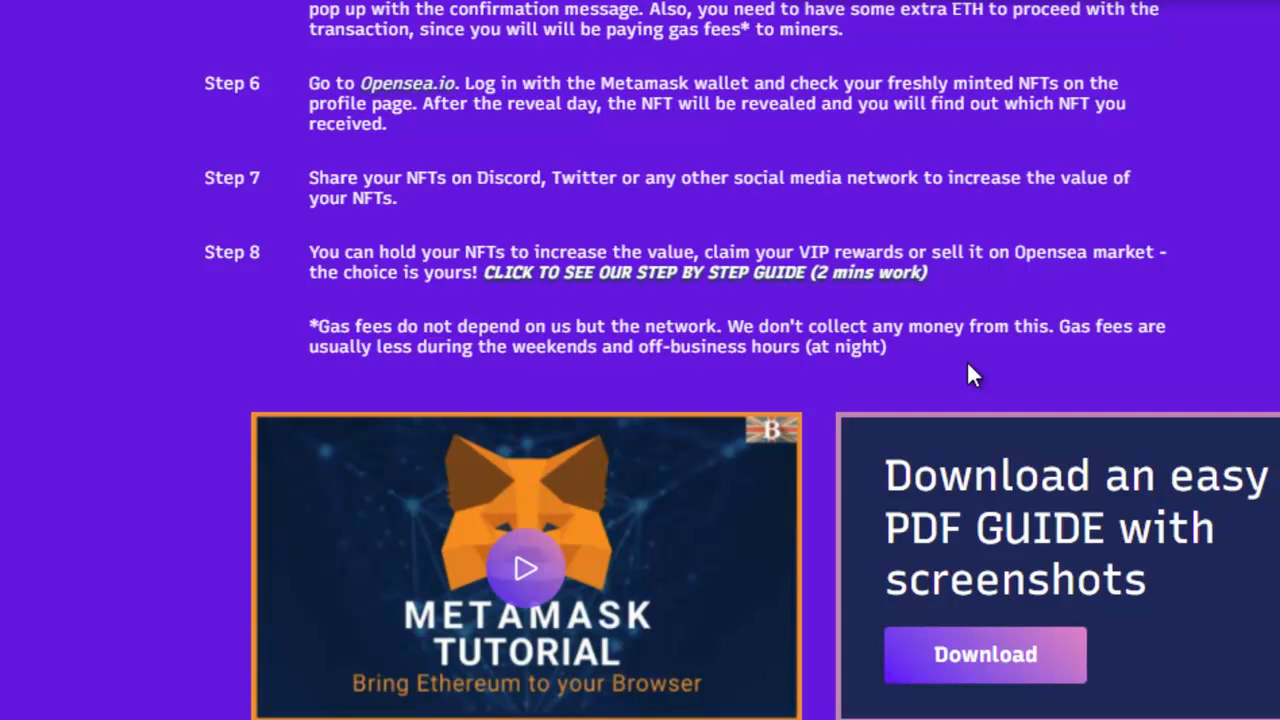 pop up with the confirmation message. Also, you need to have some extra ETH to proceed with the
transaction, since you will will be paying gas fees* to miners.
Step 6 Go to Opensea.io. Log in with the Metamask wallet and check your freshly minted NFTs on the
profile page. After the reveal day, the NFT will be revealed and you will find out which NFT you
received.
Step 7 Share your NFTs on Discord, Twitter or any other social media network to increase the value of
your NFTs.
Step 8 You can hold your NFTs to increase the value, claim your VIP rewards or sell it on Opensea market -
the choice is yours! CLICK TO SEE OUR STEP BY STEP GUIDE (2 mins work)
*Gas fees do not depend on us but the network. We don't collect any money from this. Gas fees are
usually less during the weekends and off-business hours (at night)
B
METAMASK
TUTORIAL
Bring Ethereum to your Browser
Download an easy
PDF GUIDE with
screenshots
Download